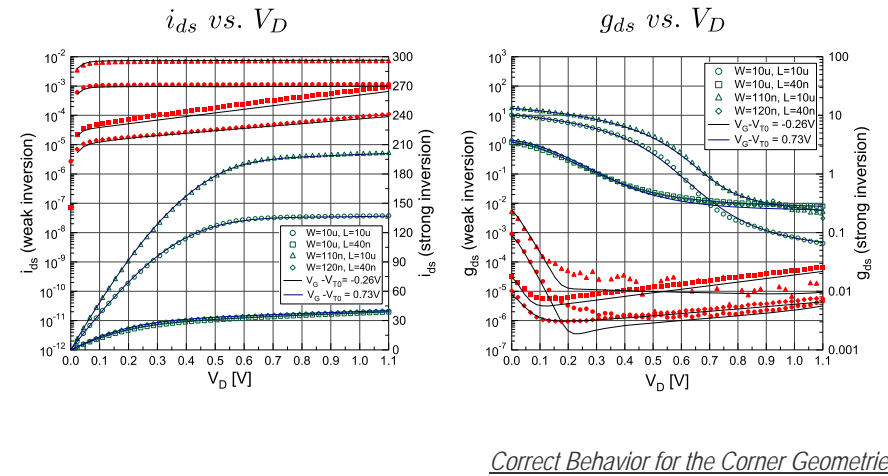 i_ds vs. V_D
g_ds vs. V_D
10^-2
10^-3
10^-4
10^-5
10^-6
10^-7
10^-8
10^-9
10^-10
10^-11
10^-12
i_ds (weak inversion)
300
270
240
210
180
150
120
90
60
30
0
i_ds (strong inversion)
W=10u, L=10u
W=10u, L=40n
W=110n, L=10u
W=120n, L=40n
V_G -V_T0= -0.26V
V_G -V_T0 = 0.73V
0.0 0.1 0.2 0.3 0.4 0.5 0.6 0.7 0.8 0.9 1.0 1.1
V_D [V]
10^3
10^2
10^1
10^0
10^-1
10^-2
10^-3
10^-4
10^-5
10^-6
10^-7
g_ds (weak inversion)
100
10
1
0.1
0.01
0.001
g_ds (strong inversion)
W=10u, L=10u
W=10u, L=40n
W=110n, L=10u
W=120n, L=40n
V_G-V_T0 = -0.26V
V_G-V_T0 = 0.73V
0.0 0.1 0.2 0.3 0.4 0.5 0.6 0.7 0.8 0.9 1.0 1.1
V_D [V]
Correct Behavior for the Corner Geometrie